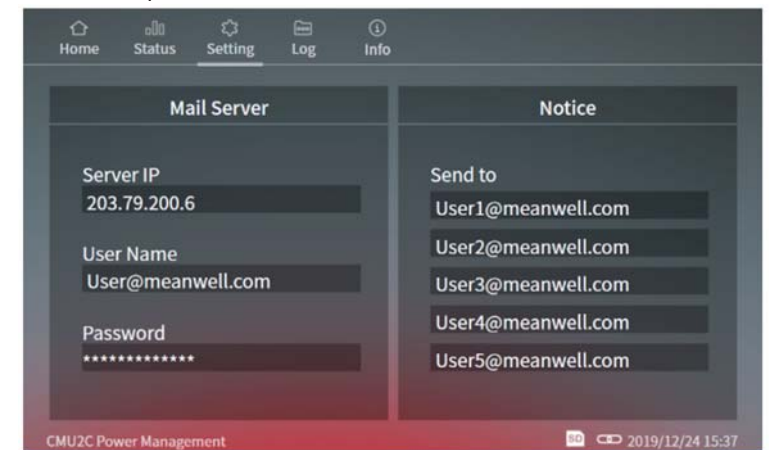 Home Status Setting Log Info
Mail Server
Server IP
203.79.200.6
User Name
User@meanwell.com
Password
*************
Notice
Send to
User1@meanwell.com
User2@meanwell.com
User3@meanwell.com
User4@meanwell.com
User5@meanwell.com
CMU2C Power Management
SD
2019/12/24 15:37